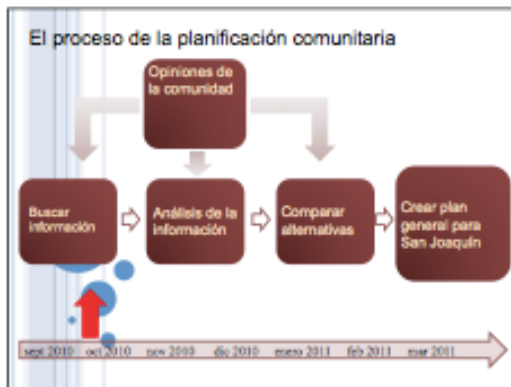 El proceso de la planificación comunitaria
Opiniones de
la comunidad
Buscar
información
Análisis de la
información
Comparar
alternativas
Crear plan
general para
San Joaquín
sept 2010 oct 2010 nov 2010 dic 2010 enero 2011 feb 2011 mar 2011